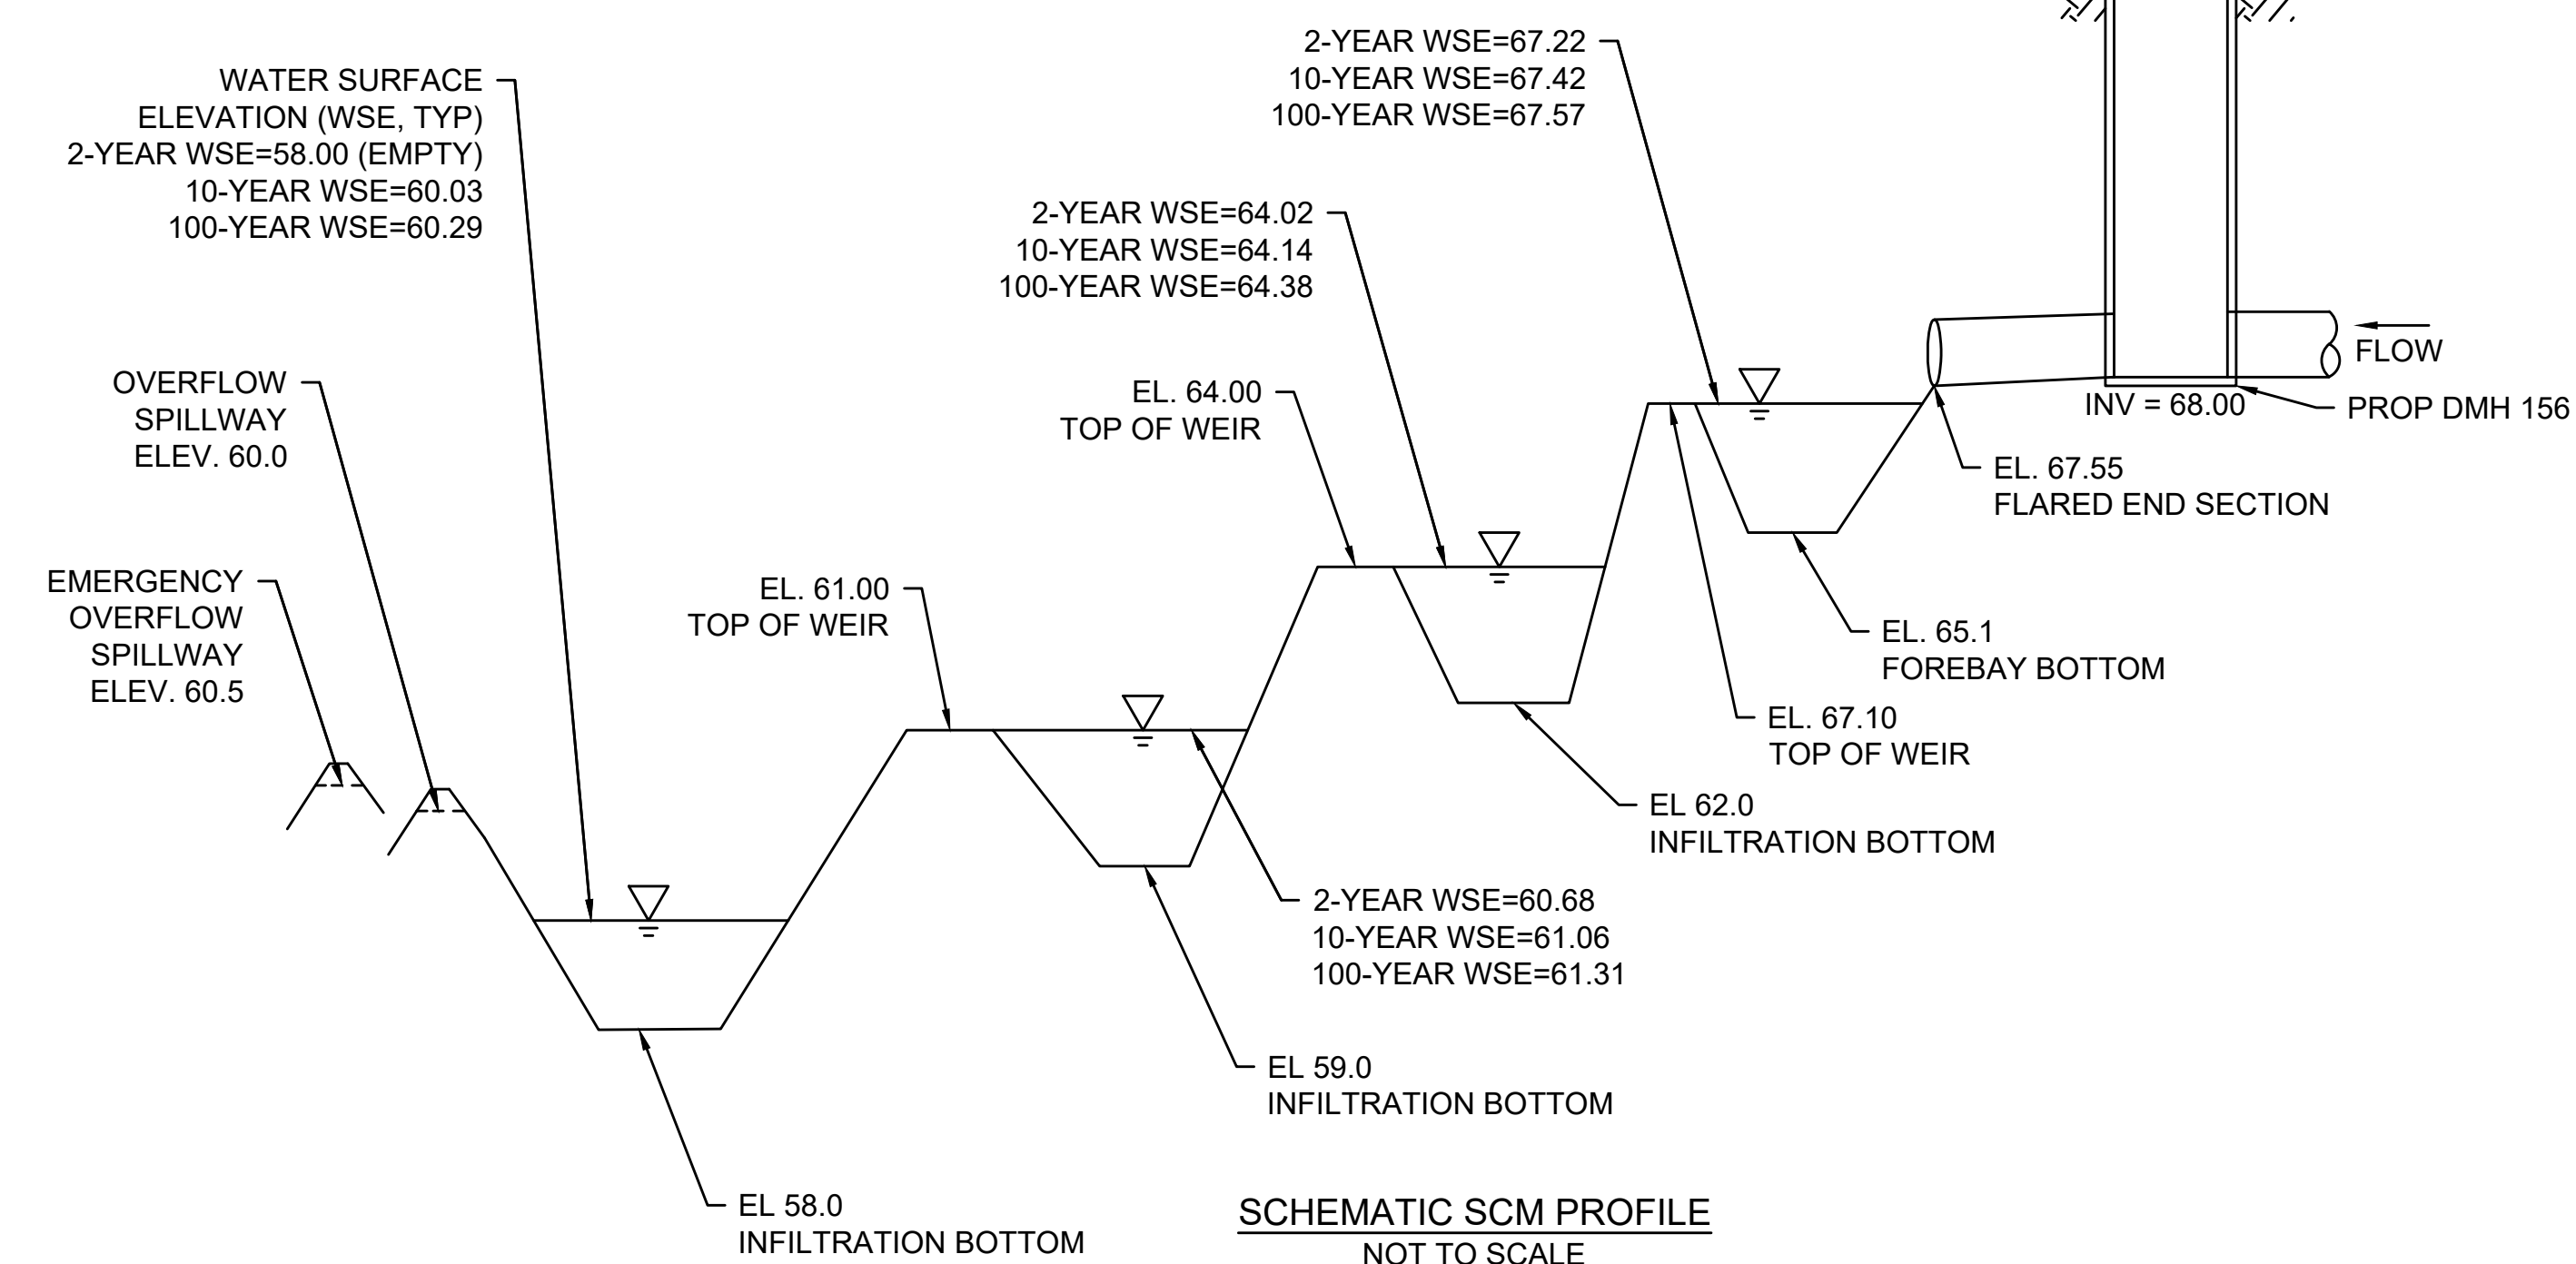 2-YEAR WSE=67.22
10-YEAR WSE=67.42
100-YEAR WSE=67.57
WATER SURFACE
ELEVATION (WSE, TYP)
2-YEAR WSE=58.00 (EMPTY)
10-YEAR WSE=60.03
100-YEAR WSE=60.29
2-YEAR WSE=64.02
10-YEAR WSE=64.14
100-YEAR WSE=64.38
FLOW
OVERFLOW
SPILLWAY
ELEV. 60.0
EL. 64.00
TOP OF WEIR
INV = 68.00
PROP DMH 156
EL. 67.55
FLARED END SECTION
EMERGENCY
OVERFLOW
SPILLWAY
ELEV. 60.5
EL. 61.00
TOP OF WEIR
EL. 65.1
FOREBAY BOTTOM
EL. 67.10
TOP OF WEIR
EL 62.0
INFILTRATION BOTTOM
2-YEAR WSE=60.68
10-YEAR WSE=61.06
100-YEAR WSE=61.31
EL 59.0
INFILTRATION BOTTOM
EL 58.0
INFILTRATION BOTTOM
SCHEMATIC SCM PROFILE
NOT TO SCALE